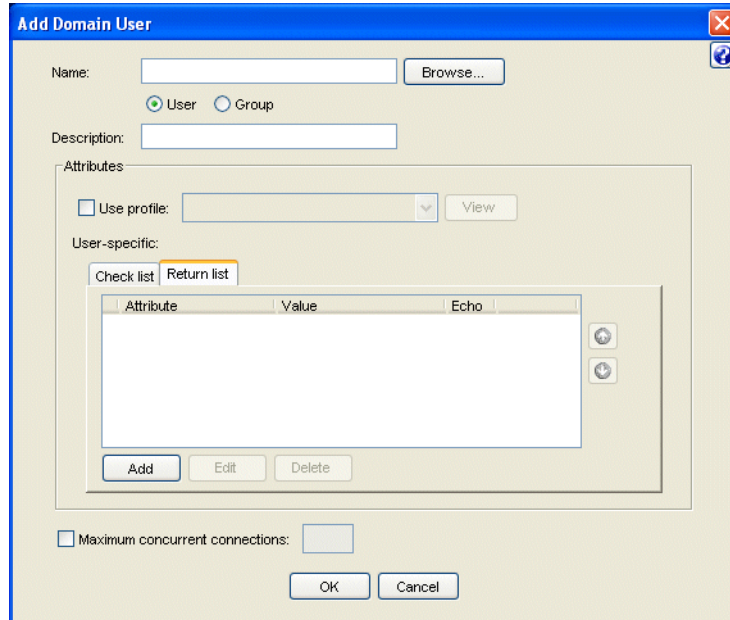 Add Domain User
Name:
Browse...
User Group
Description:
Attributes
Use profile:
View
User-specific:
Check list Return list
Attribute Value Echo
Add Edit Delete
Maximum concurrent connections:
OK Cancel